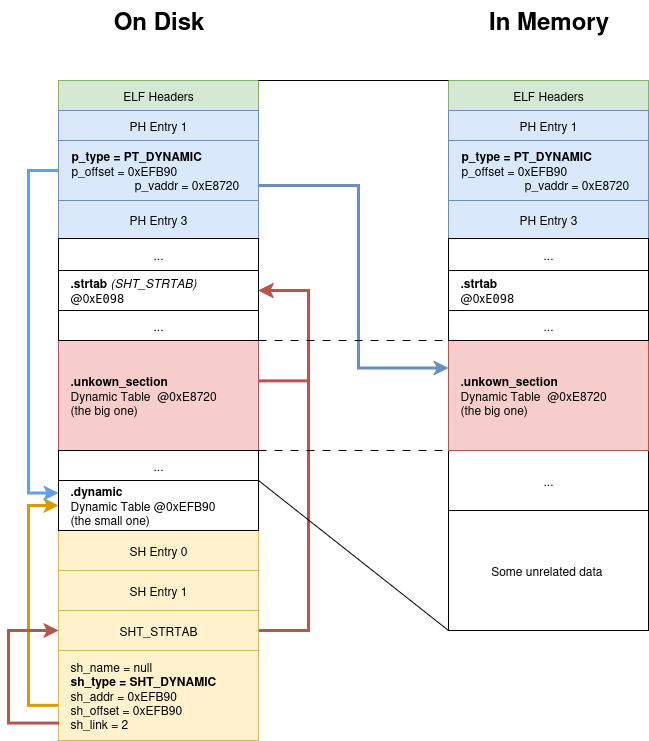 On Disk
In Memory
ELF Headers
PH Entry 1
p_type = PT_DYNAMIC
p_offset = 0xEFB90
p_vaddr = 0xE8720
PH Entry 3
...
.strtab (SHT_STRTAB)
@0xE098
...
.unkown_section
Dynamic Table @0xE8720
(the big one)
...
.dynamic
Dynamic Table @0xEFB90
(the small one)
SH Entry 0
SH Entry 1
SHT_STRTAB
sh_name = null
sh_type = SHT_DYNAMIC
sh_addr = 0xEFB90
sh_offset = 0xEFB90
sh_link = 2
ELF Headers
PH Entry 1
p_type = PT_DYNAMIC
p_offset = 0xEFB90
p_vaddr = 0xE8720
PH Entry 3
...
.strtab
@0xE098
...
.unkown_section
Dynamic Table @0xE8720
(the big one)
...
Some unrelated data